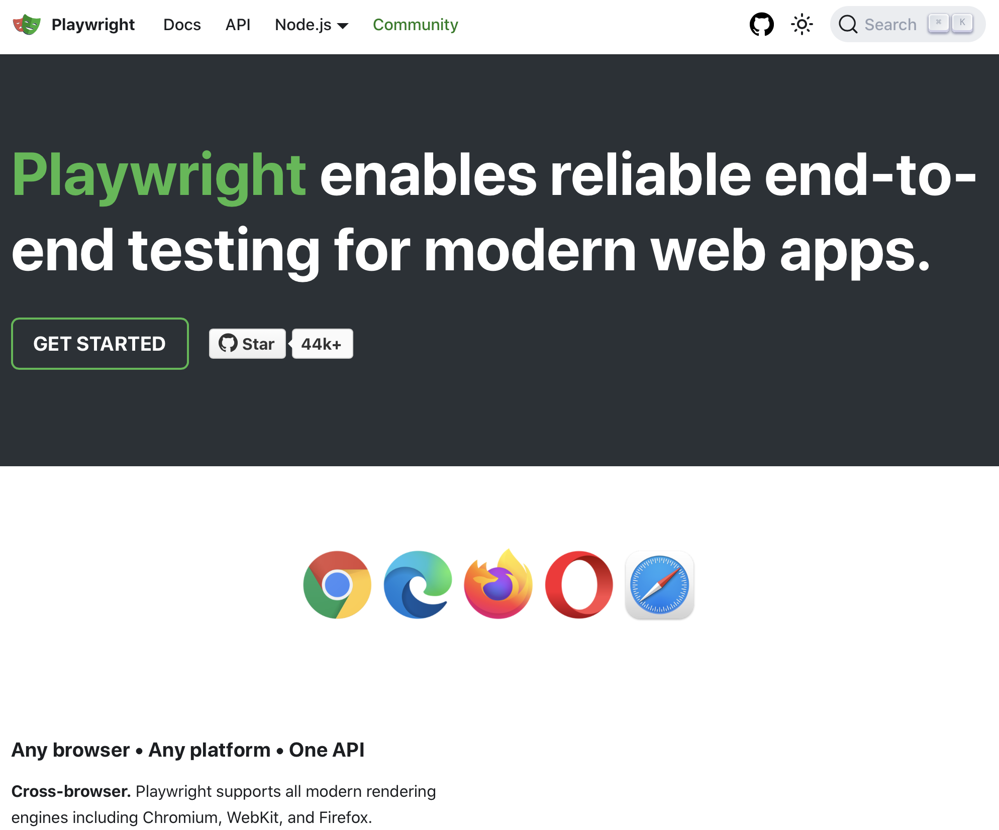 Playwright Docs API Node.js Community Search ⌘ K
Playwright enables reliable end-to-
end testing for modern web apps.
GET STARTED Star 44k+
Any browser • Any platform • One API
Cross-browser. Playwright supports all modern rendering
engines including Chromium, WebKit, and Firefox.